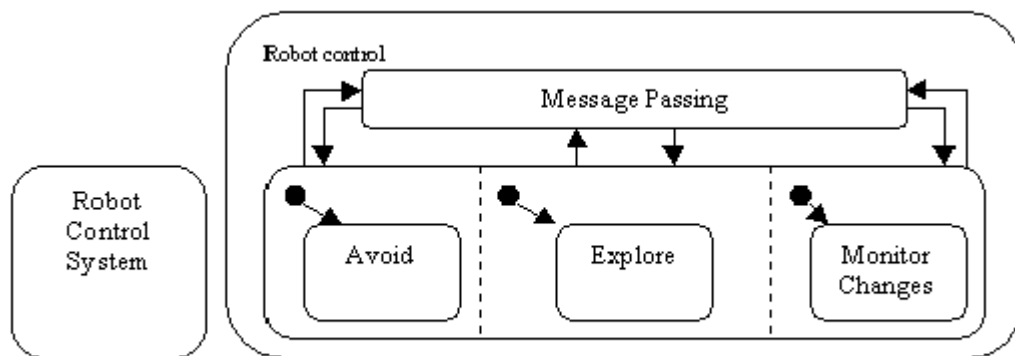 Robot control
Message Passing
Robot
Control
System
Avoid
Explore
Monitor
Changes